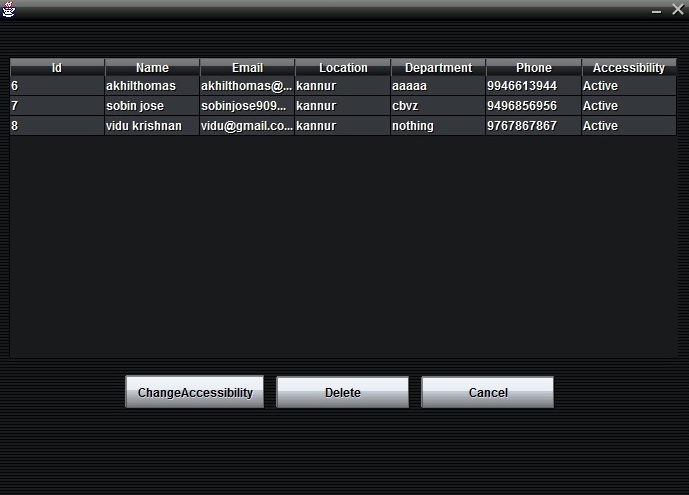 Id Name Email Location Department Phone Accessibility
6 akhilthomas akhilthomas@... kannur aaaaa 9946613944 Active
7 sobin jose sobinjose909... kannur cbvz 9496856956 Active
8 vidu krishnan vidu@gmail.co... kannur nothing 9767867867 Active
ChangeAccessibility Delete Cancel